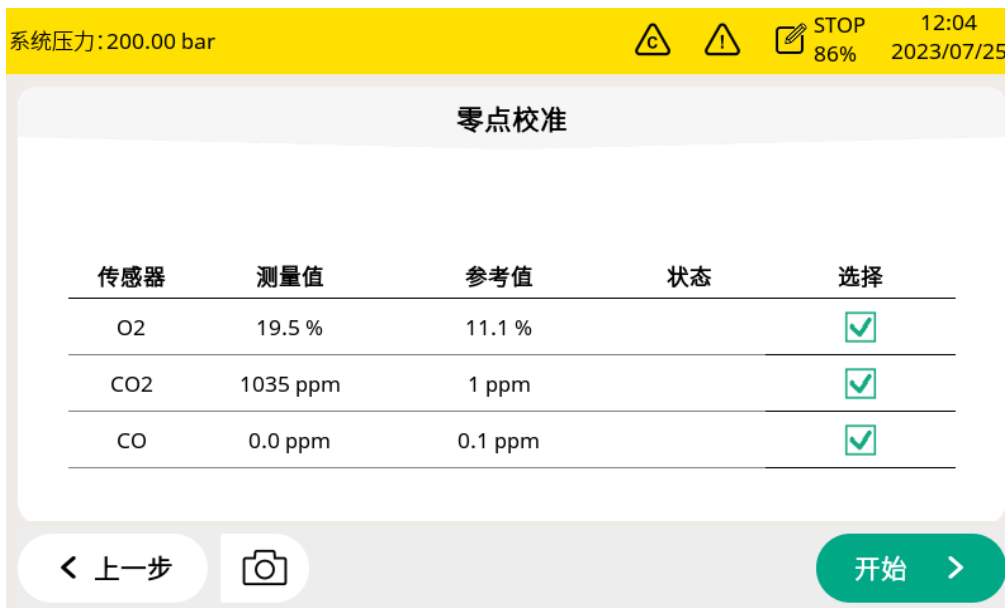 系统压力:200.00 bar
C
!
STOP
86%
12:04
2023/07/25
零点校准
传感器 测量值 参考值 状态 选择
O2 19.5 % 11.1 %
CO2 1035 ppm 1 ppm
CO 0.0 ppm 0.1 ppm
上一步
开始